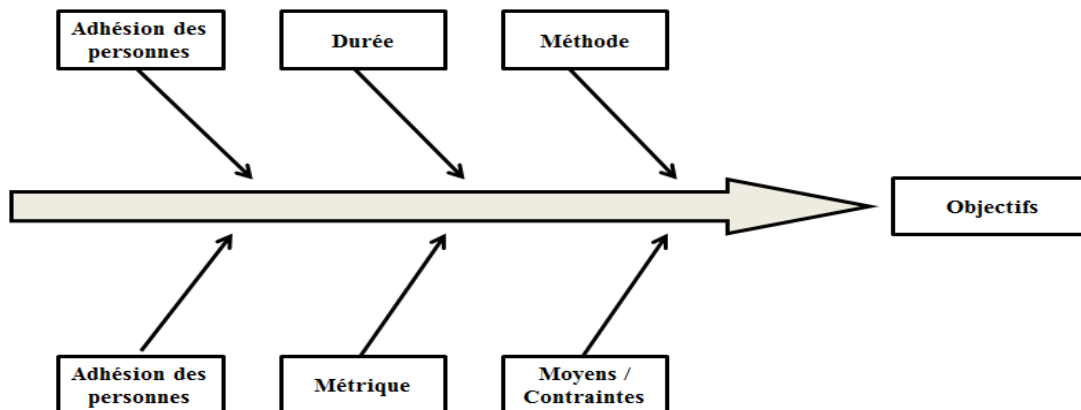 Adhésion des
personnes
Durée
Méthode
Objectifs
Adhésion des
personnes
Métrique
Moyens /
Contraintes